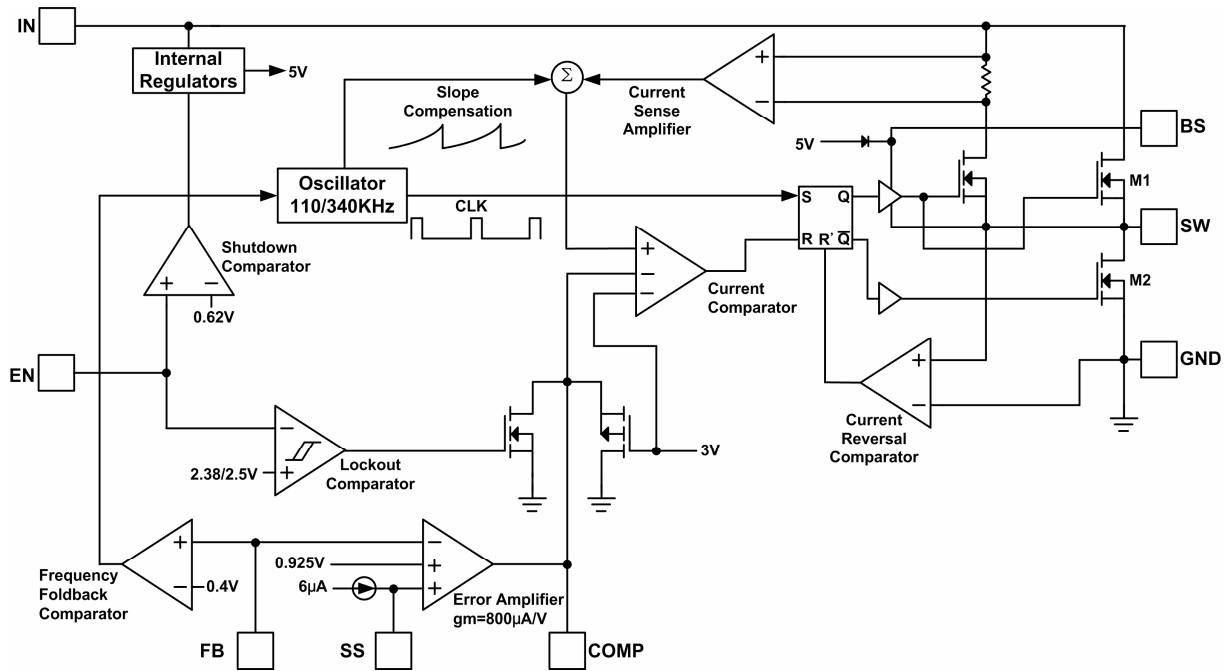 IN
Internal
Regulators
5V
Σ
+
−
Slope
Compensation
Current
Sense
Amplifier
5V
BS
Oscillator
110/340KHz
CLK
S Q
R R' Q̅
M1
SW
Shutdown
Comparator
+ −
0.62V
+
−
−
Current
Comparator
M2
EN
+
−
GND
Current
Reversal
Comparator
−
2.38/2.5V
+
Lockout
Comparator
3V
+
−
0.4V
Frequency
Foldback
Comparator
−
0.925V
+
6µA
+
Error Amplifier
gm=800µA/V
FB
SS
COMP